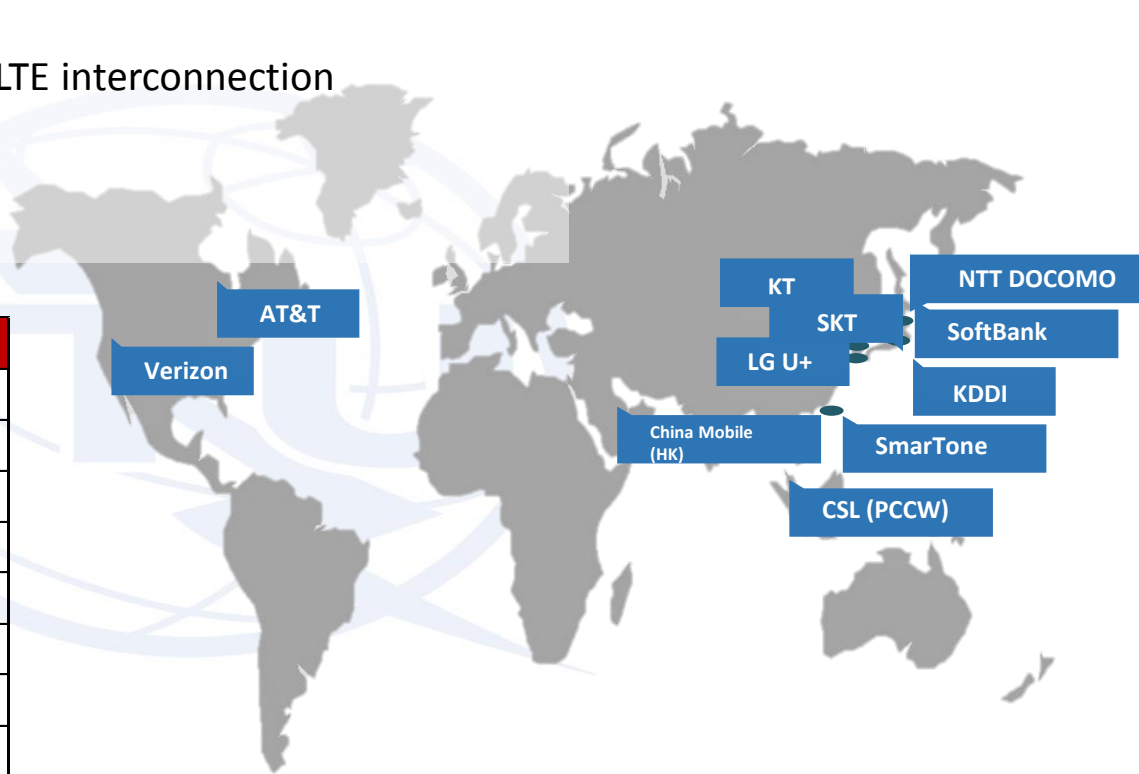 LTE interconnection
KT
NTT DOCOMO
AT&T
SKT
SoftBank
LG U+
Verizon
KDDI
China Mobile
(HK)
SmarTone
CSL (PCCW)